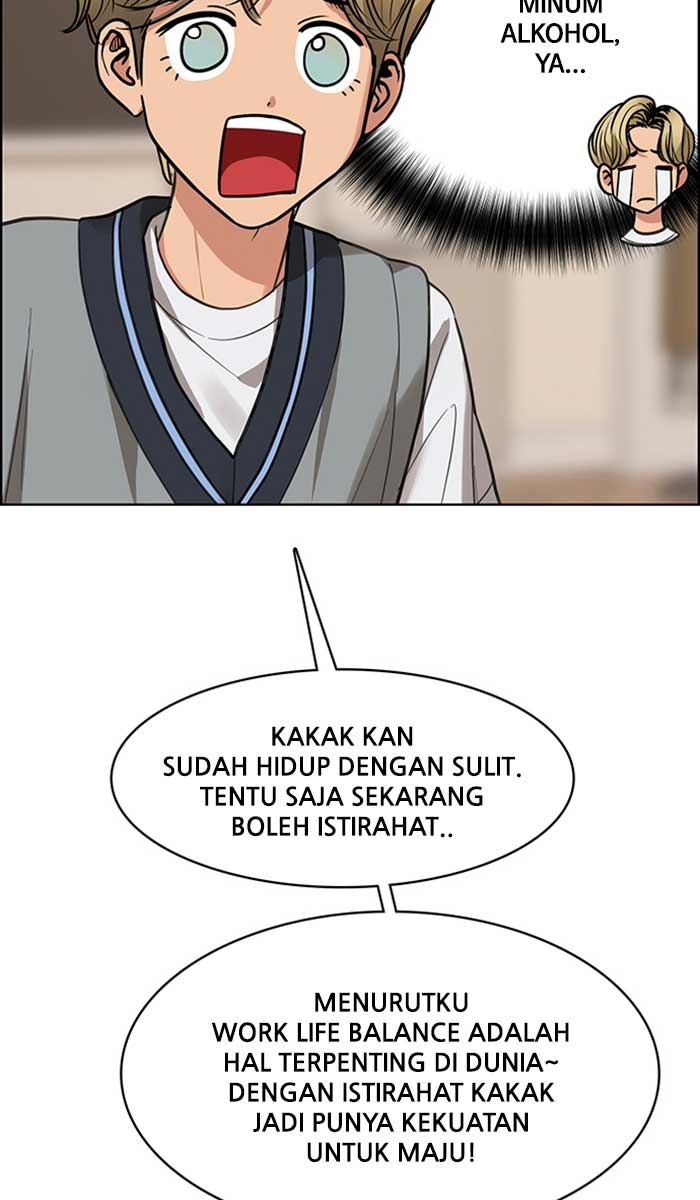 MINUM
ALKOHOL,
YA...
KAKAK KAN
SUDAH HIDUP DENGAN SULIT.
TENTU SAJA SEKARANG
BOLEH ISTIRAHAT..
MENURUTKU
WORK LIFE BALANCE ADALAH
HAL TERPENTING DI DUNIA~
DENGAN ISTIRAHAT KAKAK
JADI PUNYA KEKUATAN
UNTUK MAJU!